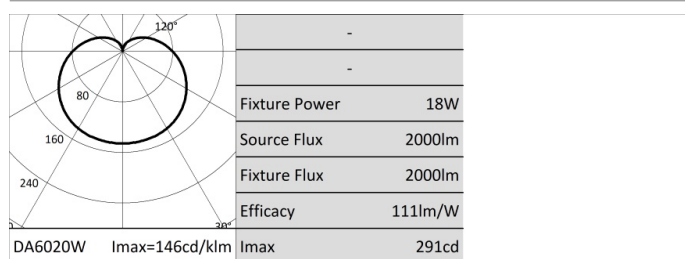 120°
-
-
80
Fixture Power 18W
160
Source Flux 2000lm
240
Fixture Flux 2000lm
Efficacy 111lm/W
30°
DA6020W Imax=146cd/klm
Imax 291cd